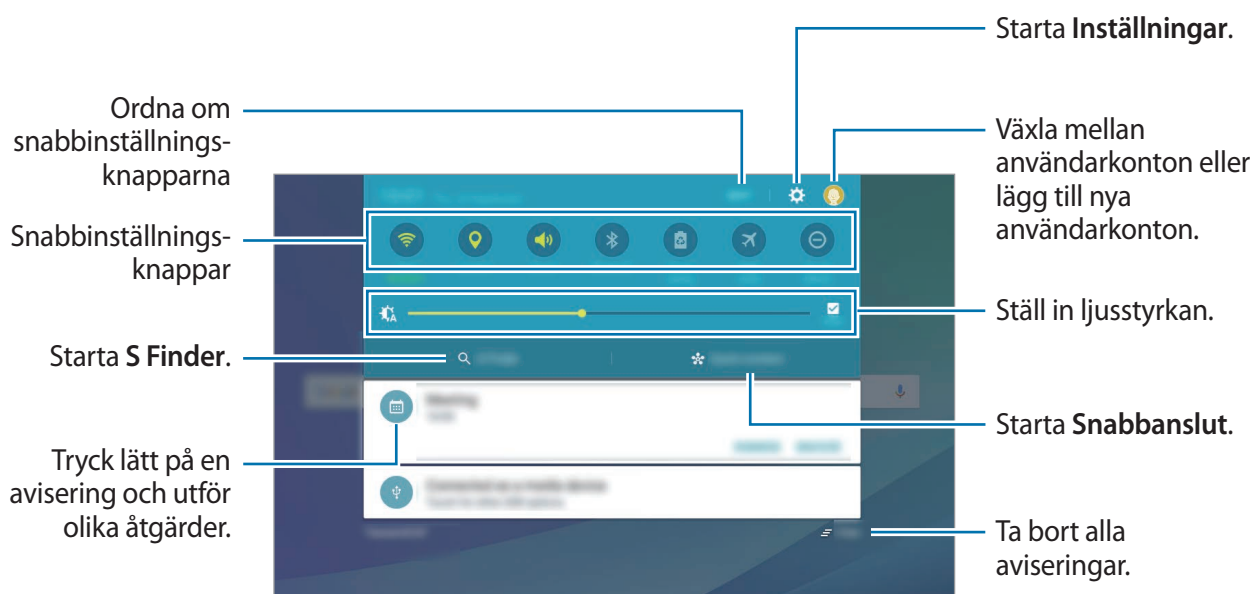 Starta Inställningar.
Ordna om
snabbinställnings-
knapparna
Växla mellan
användarkonton eller
lägg till nya
användarkonton.
Snabbinställnings-
knappar
Ställ in ljusstyrkan.
Starta S Finder.
Starta Snabbanslut.
Tryck lätt på en
avisering och utför
olika åtgärder.
Ta bort alla
aviseringar.